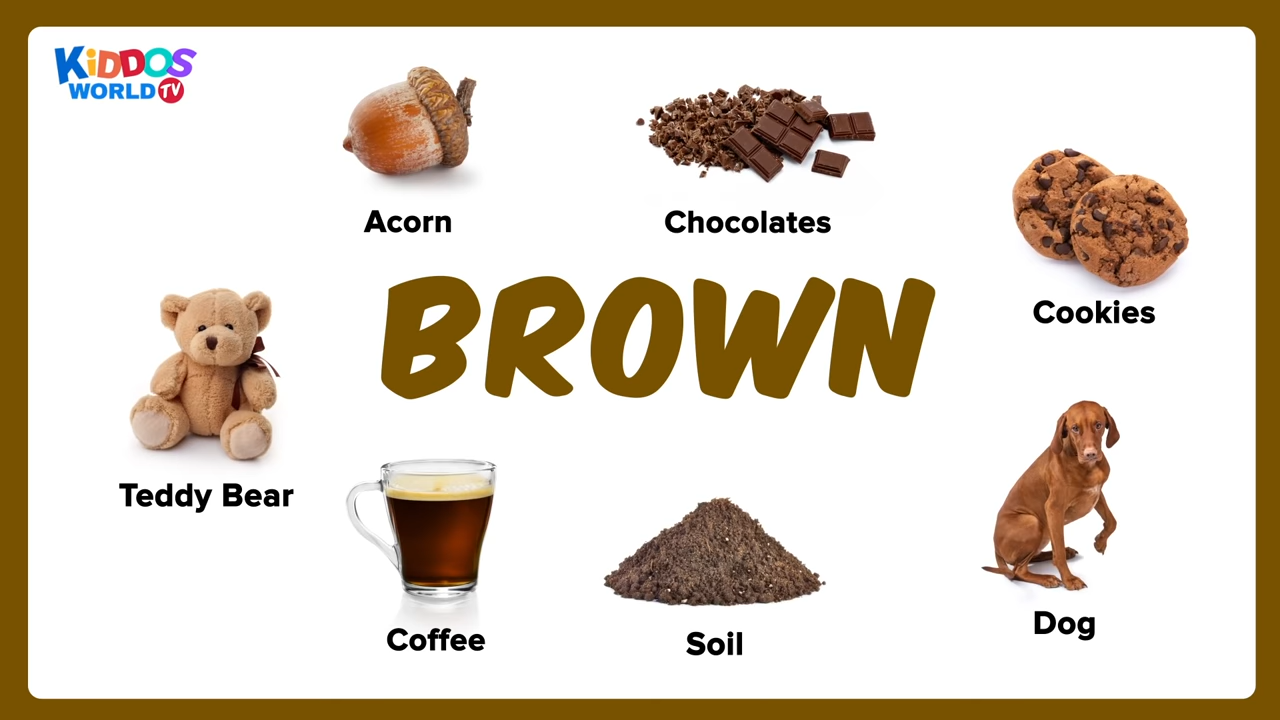 KiDDOS
WORLD TV
Acorn
Chocolates
Cookies
BROWN
Teddy Bear
Coffee
Soil
Dog